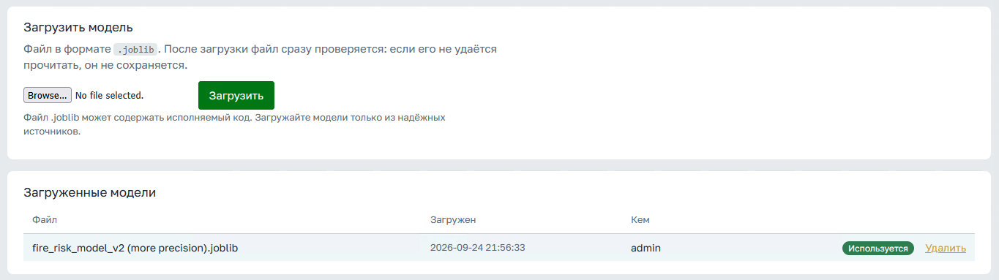 Загрузить модель
Файл в формате .joblib. После загрузки файл сразу проверяется: если его не удаётся
прочитать, он не сохраняется.
Browse... No file selected. Загрузить
Файл .joblib может содержать исполняемый код. Загружайте модели только из надёжных
источников.
Загруженные модели
Файл Загружен Кем
fire_risk_model_v2 (more precision).joblib 2026-09-24 21:56:33 admin Используется Удалить